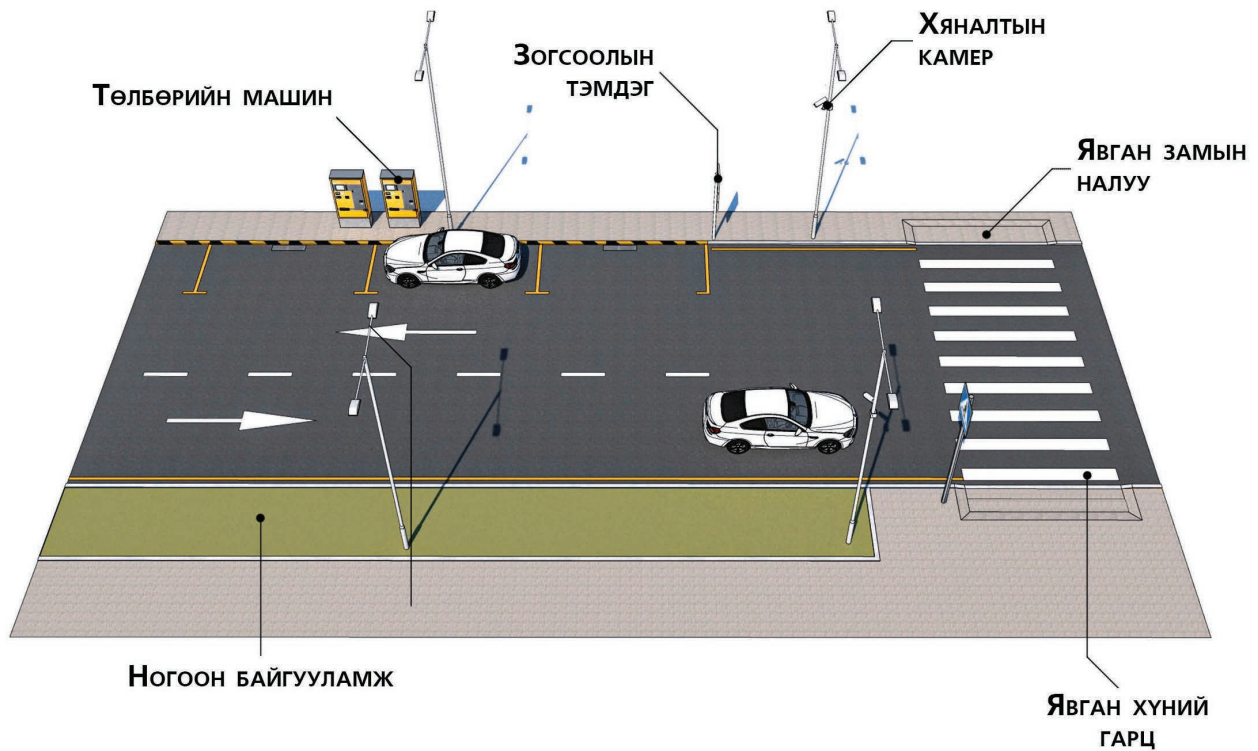 Хяналтын
камер
Зогсоолын
тэмдэг
Төлбөрийн машин
Явган замын
налуу
Ногоон байгууламж
Явган хүний
гарц